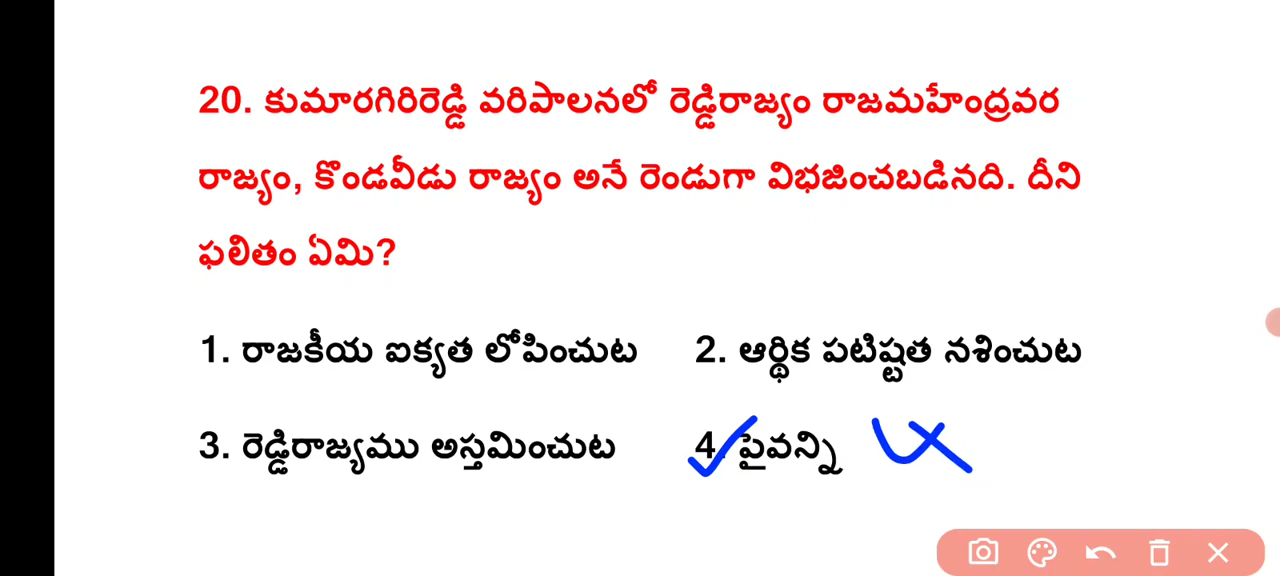 20. కుమారగిరిరెడ్డి వరిపాలనలో రెడ్డిరాజ్యం రాజమహేంద్రవర
రాజ్యం, కొండవీడు రాజ్యం అనే రెండుగా విభజించబడినది. దీని
ఫలితం ఏమి?
1. రాజకీయ ఐక్యత లోపించుట 2. ఆర్థిక పటిష్టత నశించుట
3. రెడ్డిరాజ్యము అస్తమించుట 4. పైవన్ని